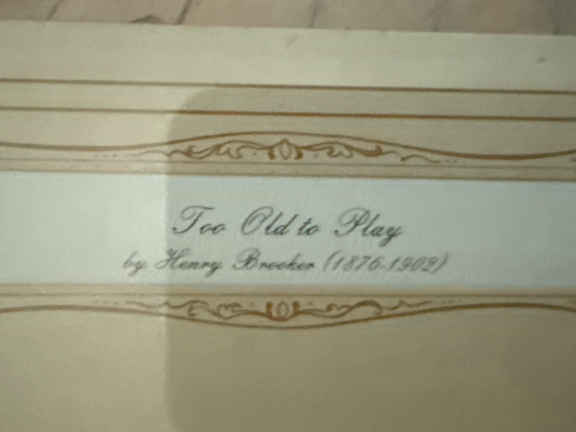 Too Old to Play
by Henry Brooker (1876-1902)